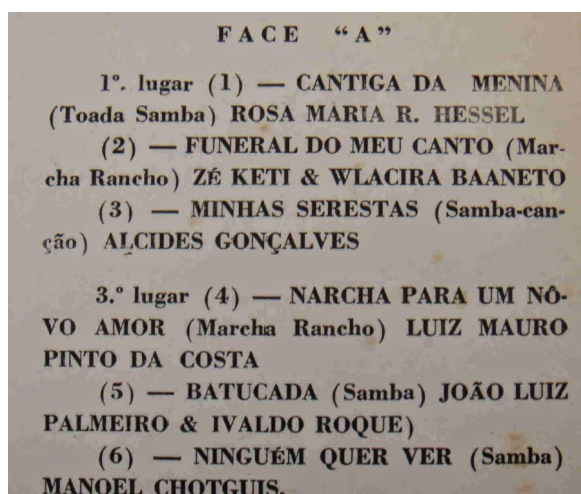 FACE “A”
1º. lugar (1) — CANTIGA DA MENINA
(Toada Samba) ROSA MARIA R. HESSEL
(2) — FUNERAL DO MEU CANTO (Mar-
cha Rancho) ZÉ KETI & WLACIRA BAANETO
(3) — MINHAS SERESTAS (Samba-can-
ção) ALCIDES GONÇALVES
3.º lugar (4) — NARCHA PARA UM NÔ-
VO AMOR (Marcha Rancho) LUIZ MAURO
PINTO DA COSTA
(5) — BATUCADA (Samba) JOÃO LUIZ
PALMEIRO & IVALDO ROQUE)
(6) — NINGUÉM QUER VER (Samba)
MANOEL CHOTGUIS.